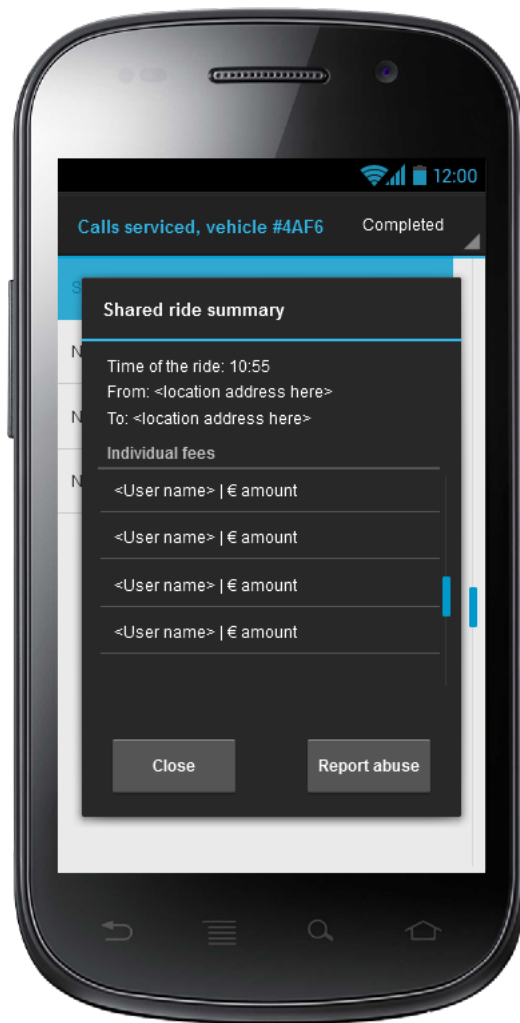 12:00
Calls serviced, vehicle #4AF6 Completed
S
Shared ride summary
N
Time of the ride: 10:55
From: <location address here>
To: <location address here>
N
Individual fees
N
<User name> | € amount
<User name> | € amount
<User name> | € amount
<User name> | € amount
Close Report abuse